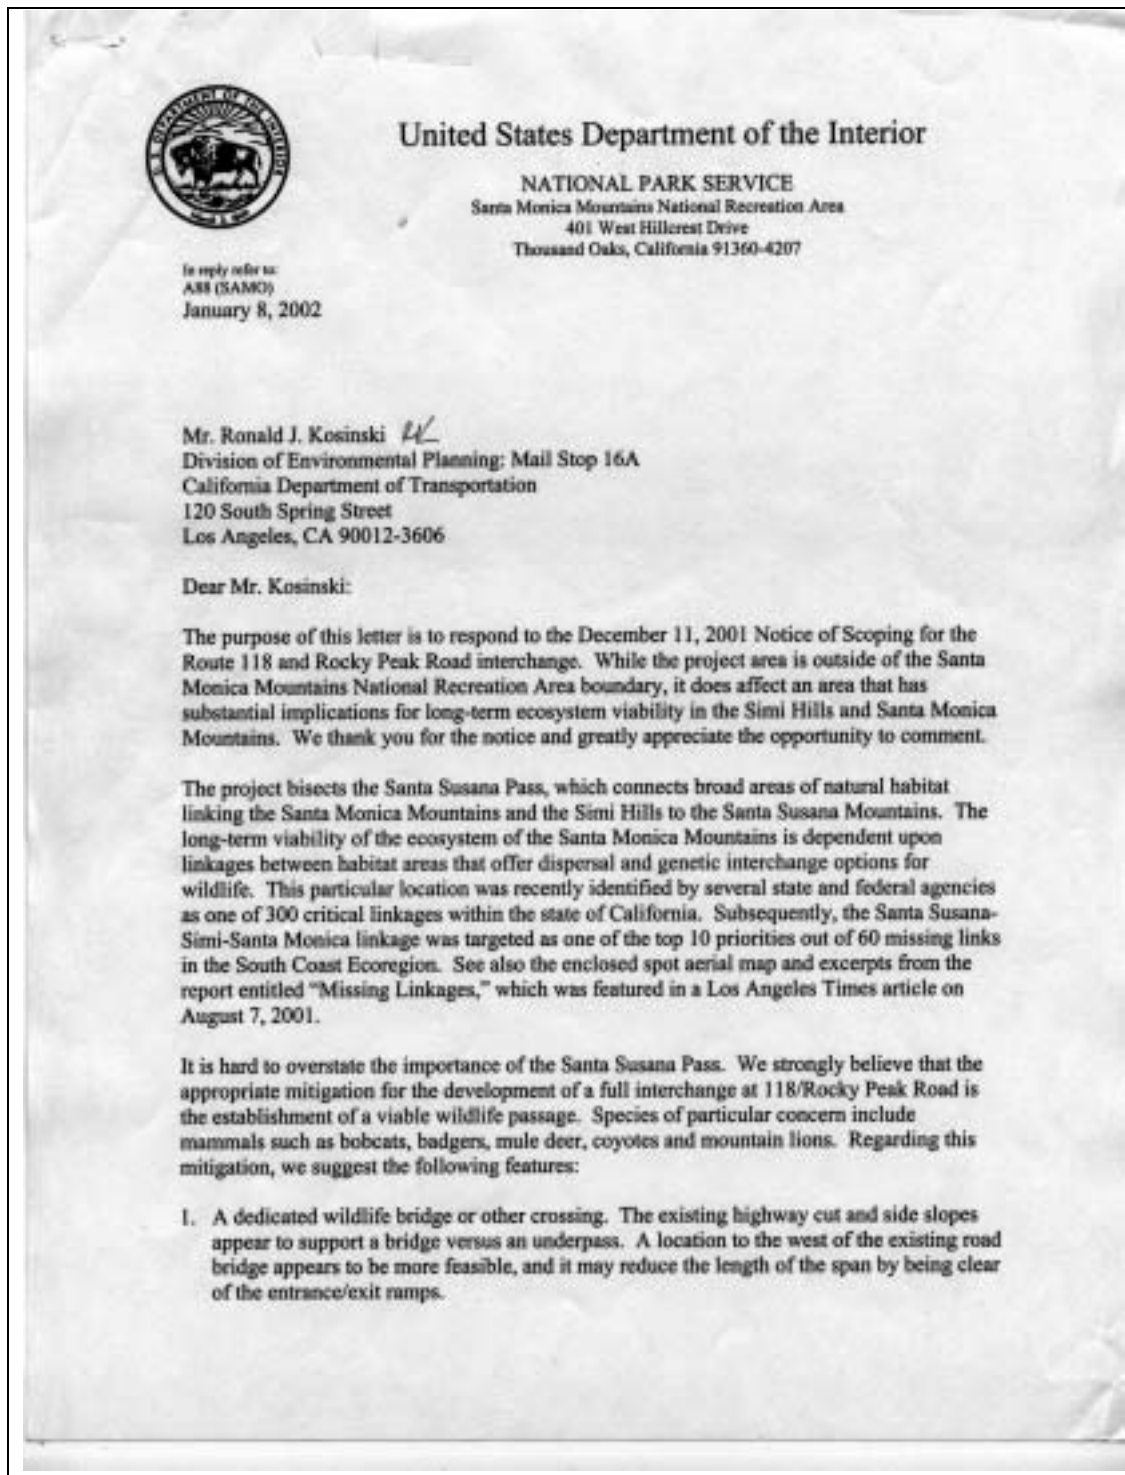 U. S. DEPARTMENT OF THE INTERIOR
United States Department of the Interior
NATIONAL PARK SERVICE
Santa Monica Mountains National Recreation Area
401 West Hillcrest Drive
Thousand Oaks, California 91360-4207
In reply refer to:
A88 (SAMO)
January 8, 2002
Mr. Ronald J. Kosinski RK
Division of Environmental Planning; Mail Stop 16A
California Department of Transportation
120 South Spring Street
Los Angeles, CA 90012-3606
Dear Mr. Kosinski:
The purpose of this letter is to respond to the December 11, 2001 Notice of Scoping for the
Route 118 and Rocky Peak Road interchange. While the project area is outside of the Santa
Monica Mountains National Recreation Area boundary, it does affect an area that has
substantial implications for long-term ecosystem viability in the Simi Hills and Santa Monica
Mountains. We thank you for the notice and greatly appreciate the opportunity to comment.
The project bisects the Santa Susana Pass, which connects broad areas of natural habitat
linking the Santa Monica Mountains and the Simi Hills to the Santa Susana Mountains. The
long-term viability of the ecosystem of the Santa Monica Mountains is dependent upon
linkages between habitat areas that offer dispersal and genetic interchange options for
wildlife. This particular location was recently identified by several state and federal agencies
as one of 300 critical linkages within the state of California. Subsequently, the Santa Susana-
Simi-Santa Monica linkage was targeted as one of the top 10 priorities out of 60 missing links
in the South Coast Ecoregion. See also the enclosed spot aerial map and excerpts from the
report entitled “Missing Linkages,” which was featured in a Los Angeles Times article on
August 7, 2001.
It is hard to overstate the importance of the Santa Susana Pass. We strongly believe that the
appropriate mitigation for the development of a full interchange at 118/Rocky Peak Road is
the establishment of a viable wildlife passage. Species of particular concern include
mammals such as bobcats, badgers, mule deer, coyotes and mountain lions. Regarding this
mitigation, we suggest the following features:
1. A dedicated wildlife bridge or other crossing. The existing highway cut and side slopes
appear to support a bridge versus an underpass. A location to the west of the existing road
bridge appears to be more feasible, and it may reduce the length of the span by being clear
of the entrance/exit ramps.